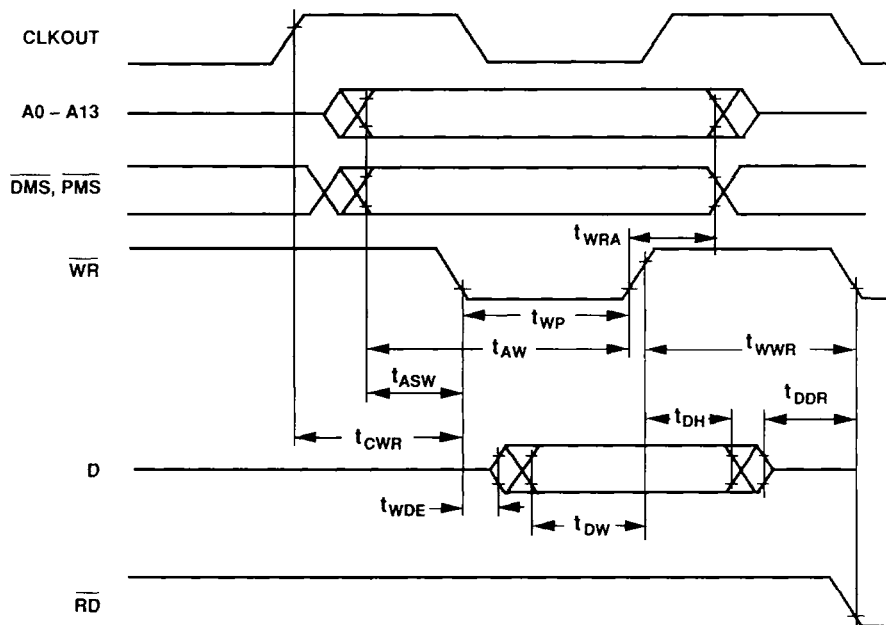 CLKOUT
A0 – A13
DMS, PMS
tWRA
WR
tWP
tAW
tWWR
tASW
tDDR
tDH
tCWR
D
tWDE
tDW
RD